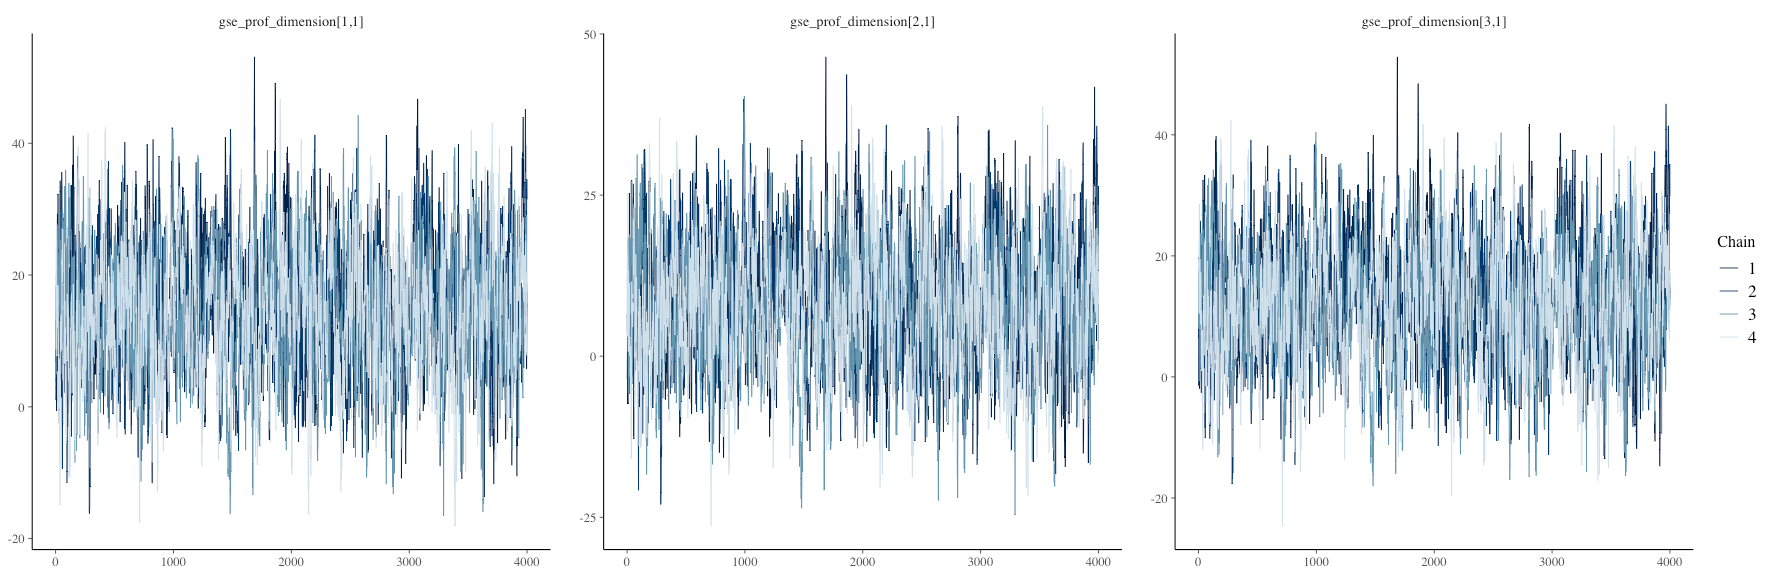 gse_prof_dimension[1,1]
40
20
0
-20
0 1000 2000 3000 4000
gse_prof_dimension[2,1]
50
25
0
-25
0 1000 2000 3000 4000
gse_prof_dimension[3,1]
40
20
0
-20
0 1000 2000 3000 4000
Chain
1
2
3
4